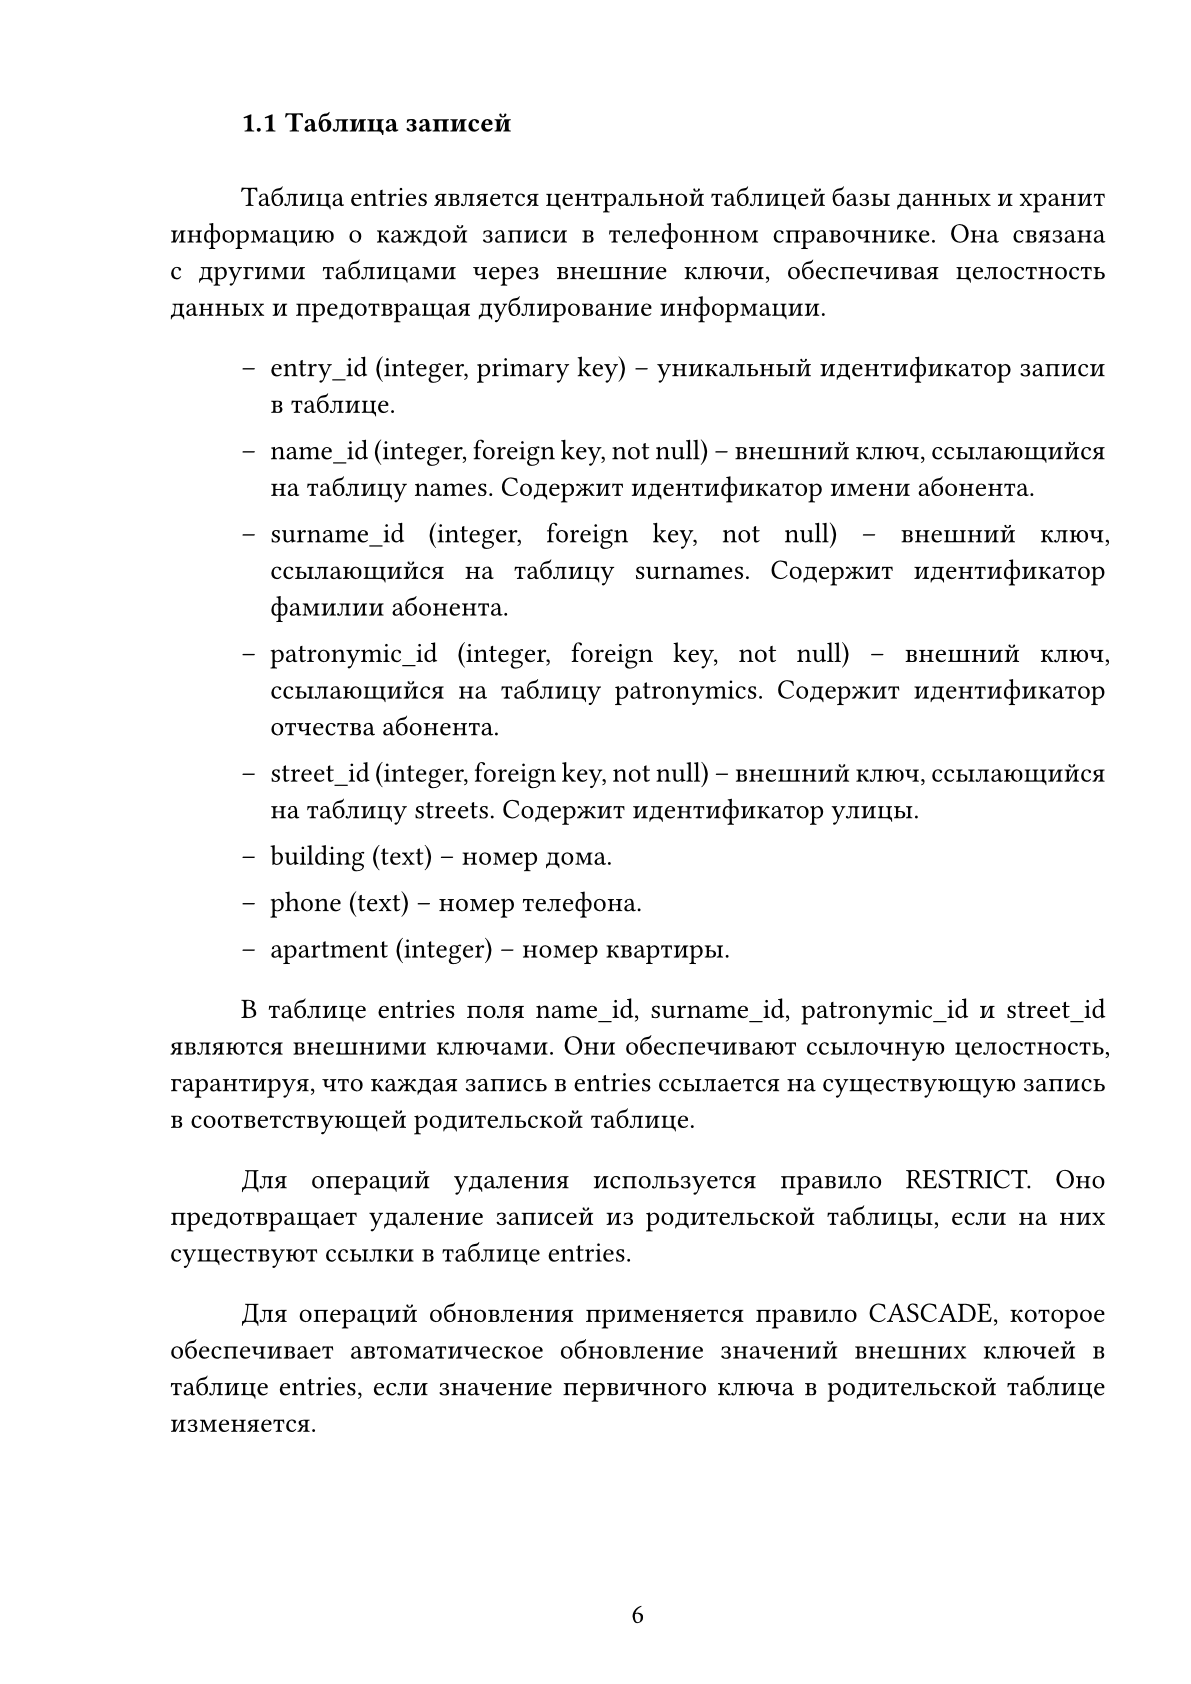 1.1 Таблица записей
Таблица entries является центральной таблицей базы данных и хранит
информацию о каждой записи в телефонном справочнике. Она связана
с другими таблицами через внешние ключи, обеспечивая целостность
данных и предотвращая дублирование информации.
– entry_id (integer, primary key) – уникальный идентификатор записи
в таблице.
– name_id (integer, foreign key, not null) – внешний ключ, ссылающийся
на таблицу names. Содержит идентификатор имени абонента.
– surname_id (integer, foreign key, not null) – внешний ключ,
ссылающийся на таблицу surnames. Содержит идентификатор
фамилии абонента.
– patronymic_id (integer, foreign key, not null) – внешний ключ,
ссылающийся на таблицу patronymics. Содержит идентификатор
отчества абонента.
– street_id (integer, foreign key, not null) – внешний ключ, ссылающийся
на таблицу streets. Содержит идентификатор улицы.
– building (text) – номер дома.
– phone (text) – номер телефона.
– apartment (integer) – номер квартиры.
В таблице entries поля name_id, surname_id, patronymic_id и street_id
являются внешними ключами. Они обеспечивают ссылочную целостность,
гарантируя, что каждая запись в entries ссылается на существующую запись
в соответствующей родительской таблице.
Для операций удаления используется правило RESTRICT. Оно
предотвращает удаление записей из родительской таблицы, если на них
существуют ссылки в таблице entries.
Для операций обновления применяется правило CASCADE, которое
обеспечивает автоматическое обновление значений внешних ключей в
таблице entries, если значение первичного ключа в родительской таблице
изменяется.
6